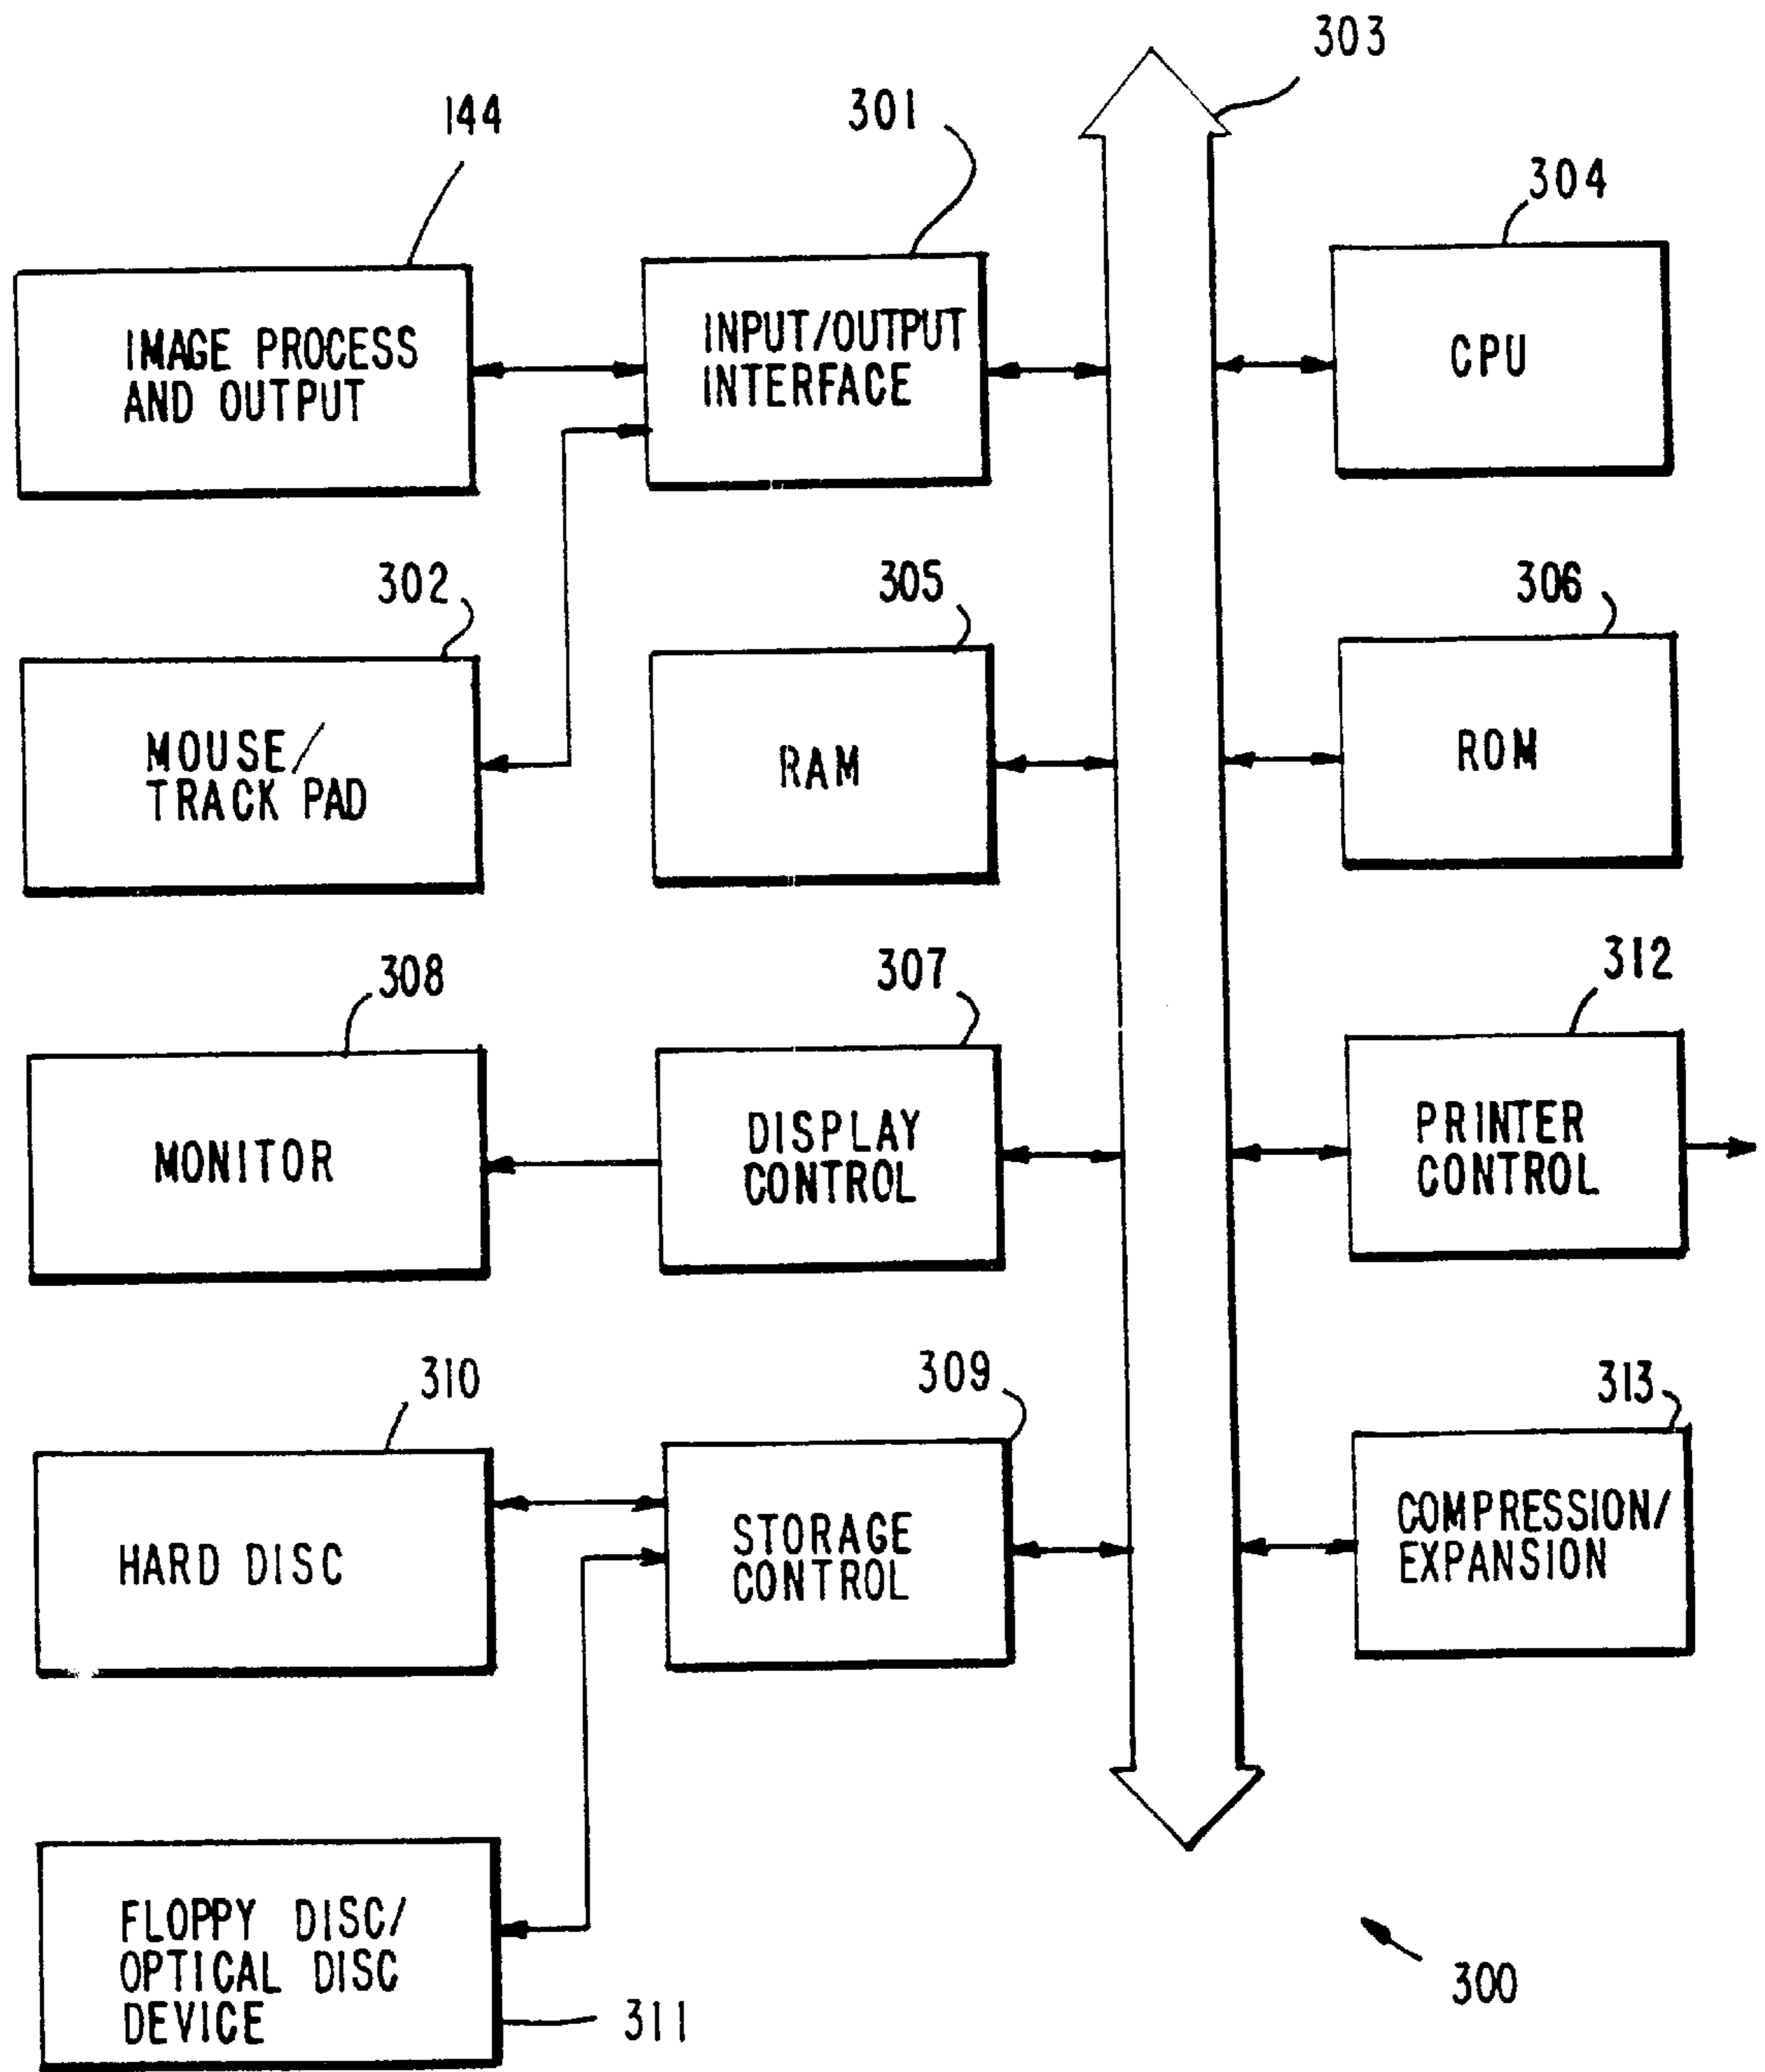 303
144
301
304
IMAGE PROCESS
AND OUTPUT
INPUT/OUTPUT
INTERFACE
CPU
302
305
306
MOUSE/
TRACK PAD
RAM
ROM
308
307
312
MONITOR
DISPLAY
CONTROL
PRINTER
CONTROL
310
309
313
HARD DISC
STORAGE
CONTROL
COMPRESSION/
EXPANSION
FLOPPY DISC/
OPTICAL DISC
DEVICE
311
300